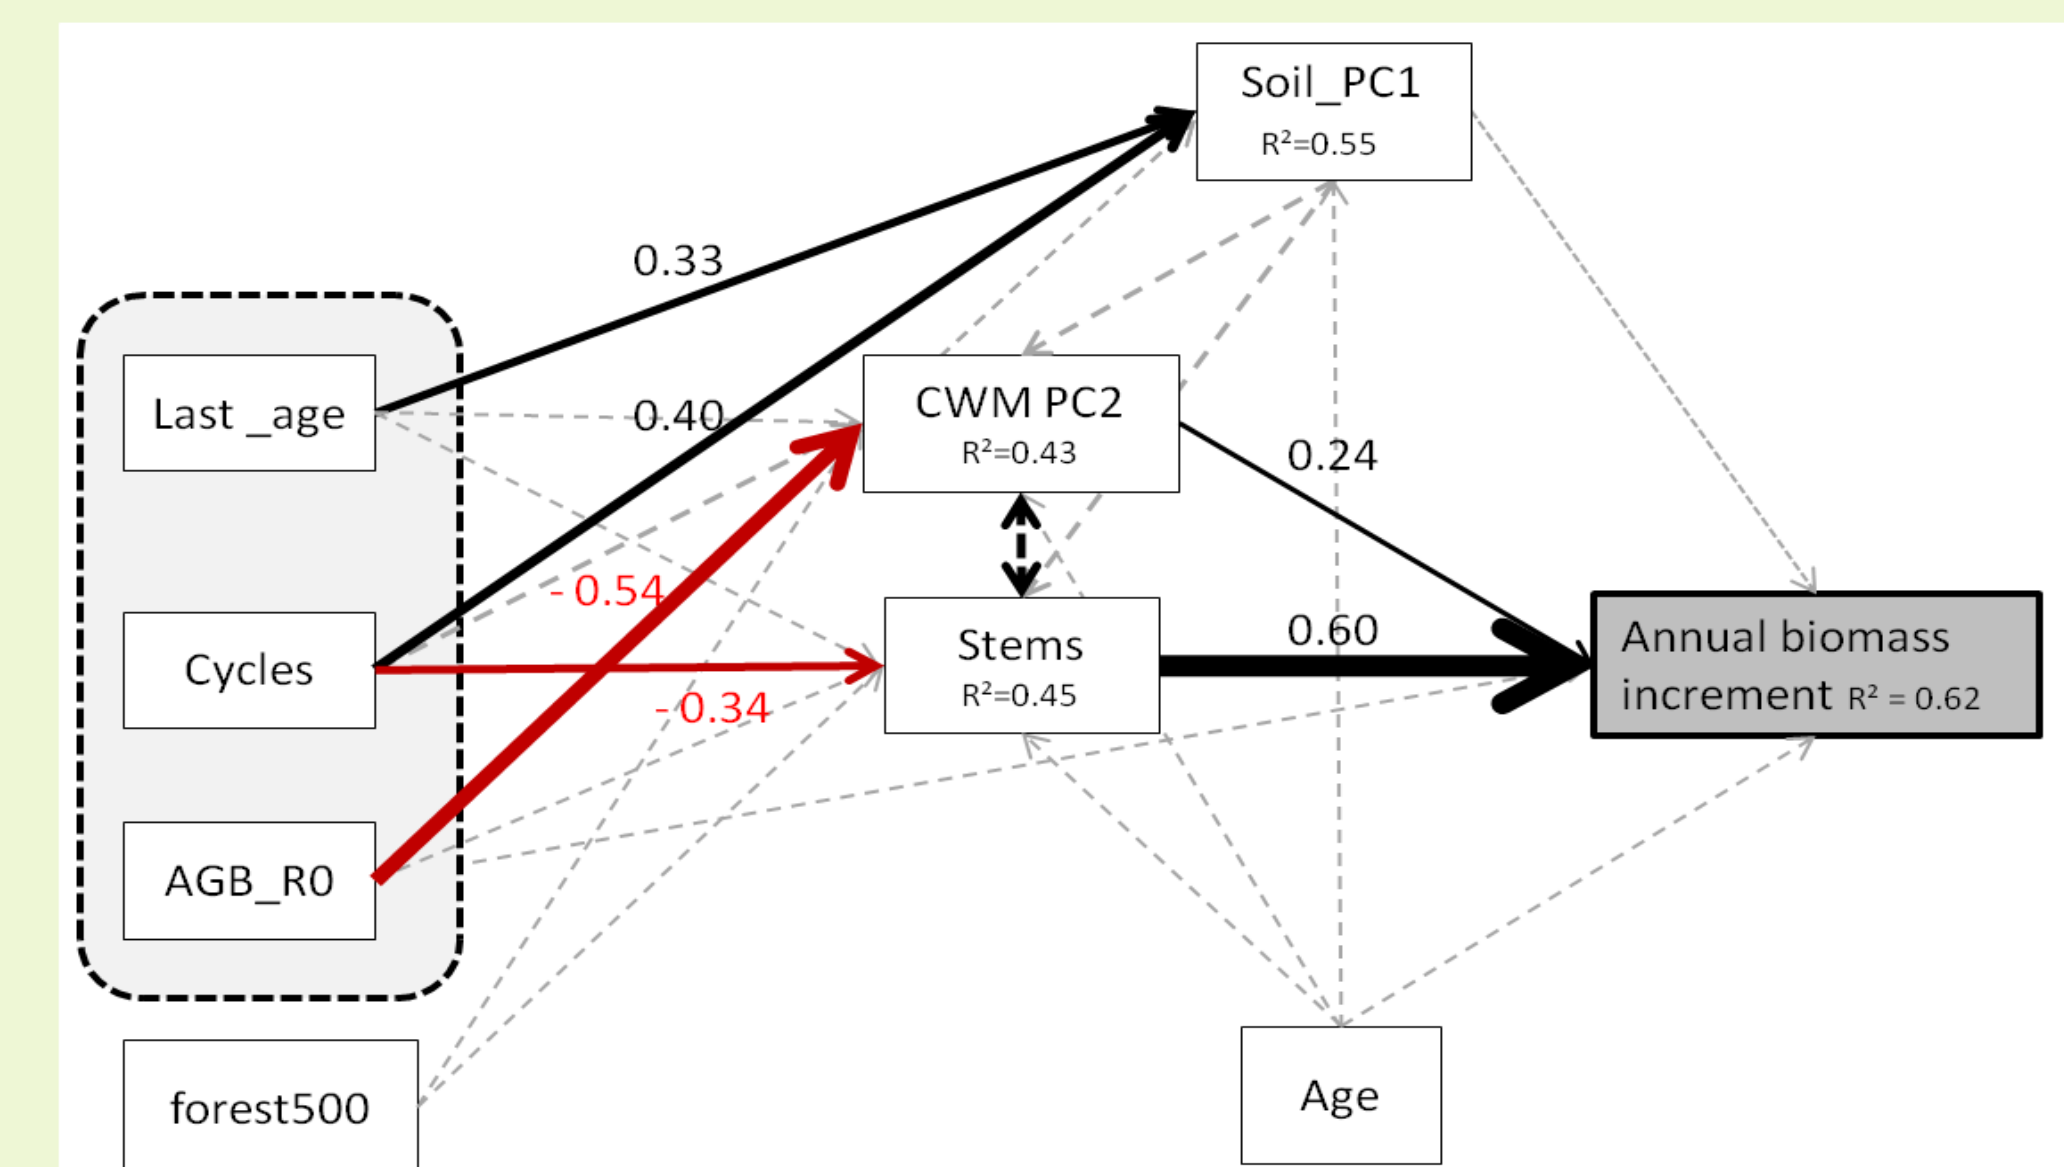 Soil_PC1
R²=0.55
0.33
Last _age
0.40
CWM PC2
R²=0.43
0.24
- 0.54
Cycles
Stems
R²=0.45
0.60
Annual biomass
increment R² = 0.62
- 0.34
AGB_R0
forest500
Age